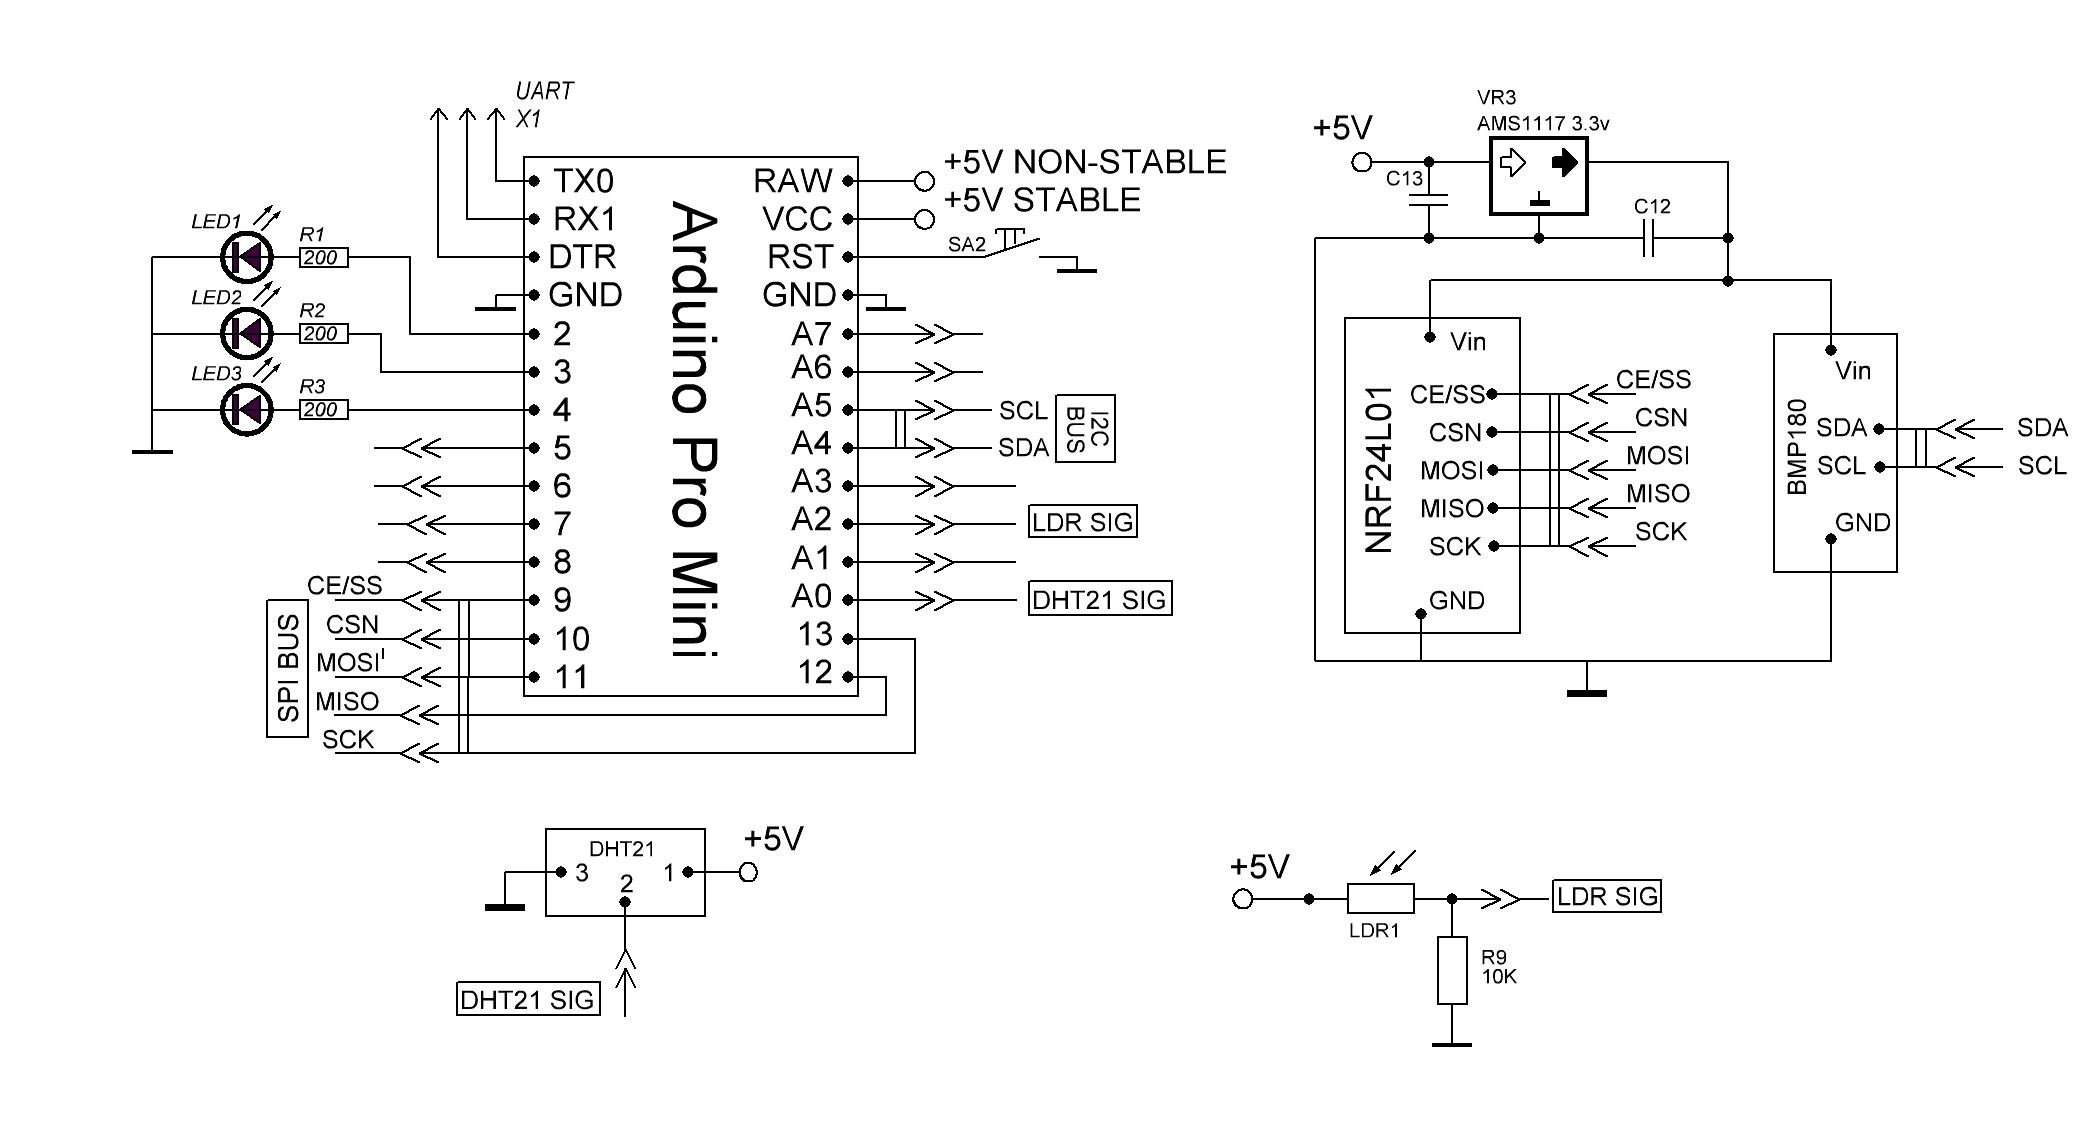 UART
X1
TX0
RX1
DTR
GND
2
3
4
5
6
7
8
9
10
11
Arduino Pro Mini
RAW
VCC
RST
GND
A7
A6
A5
A4
A3
A2
A1
A0
13
12
+5V NON-STABLE
+5V STABLE
SA2
SCL
SDA
I2C
BUS
LDR SIG
DHT21 SIG
LED1
R1
200
LED2
R2
200
LED3
R3
200
SPI BUS
CE/SS
CSN
MOSI
MISO
SCK
VR3
AMS1117 3.3v
+5V
C13
C12
NRF24L01
Vin
CE/SS
CSN
MOSI
MISO
SCK
GND
CE/SS
CSN
MOSI
MISO
SCK
BMP180
Vin
SDA
SCL
GND
SDA
SCL
DHT21
3
2
1
+5V
DHT21 SIG
+5V
LDR1
LDR SIG
R9
10K